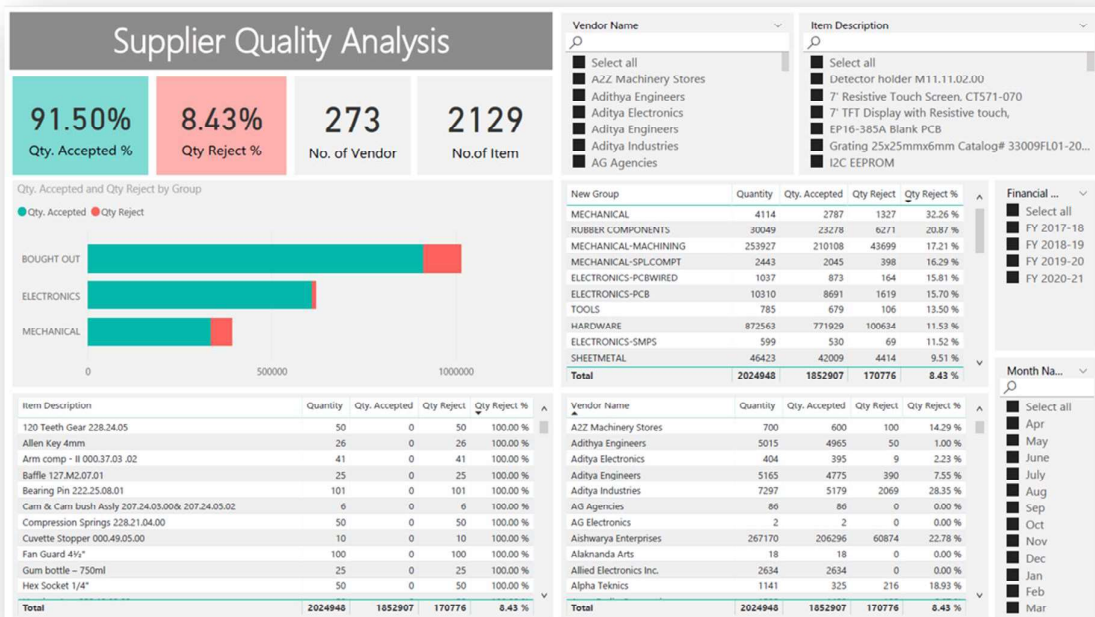 Supplier Quality Analysis
91.50%
Qty. Accepted %
8.43%
Qty Reject %
273
No. of Vendor
2129
No.of Item
Vendor Name
Select all
A2Z Machinery Stores
Adithya Engineers
Aditya Electronics
Aditya Engineers
Aditya Industries
AG Agencies
Item Description
Select all
Detector holder M11.11.02.00
7' Resistive Touch Screen, CT571-070
7' TFT Display with Resistive touch,
EP16-385A Blank PCB
Grating 25x25mmx6mm Catalog# 33009FL01-20...
I2C EEPROM
Qty. Accepted and Qty Reject by Group
Qty. Accepted Qty Reject
BOUGHT OUT
ELECTRONICS
MECHANICAL
0 500000 1000000
New Group Quantity Qty. Accepted Qty Reject Qty Reject %
MECHANICAL 4114 2787 1327 32.26 %
RUBBER COMPONENTS 30049 23278 6271 20.87 %
MECHANICAL-MACHINING 253927 210108 43699 17.21 %
MECHANICAL-SPL.COMPT 2443 2045 398 16.29 %
ELECTRONICS-PCBWIRED 1037 873 164 15.81 %
ELECTRONICS-PCB 10310 8691 1619 15.70 %
TOOLS 785 679 106 13.50 %
HARDWARE 872563 771929 100634 11.53 %
ELECTRONICS-SMPS 599 530 69 11.52 %
SHEETMETAL 46423 42009 4414 9.51 %
Total 2024948 1852907 170776 8.43 %
Financial ...
Select all
FY 2017-18
FY 2018-19
FY 2019-20
FY 2020-21
Item Description Quantity Qty. Accepted Qty Reject Qty Reject %
120 Teeth Gear 228.24.05 50 0 50 100.00 %
Allen Key 4mm 26 0 26 100.00 %
Arm comp - II 000.37.03 .02 41 0 41 100.00 %
Baffle 127.M2.07.01 25 0 25 100.00 %
Bearing Pin 222.25.08.01 101 0 101 100.00 %
Cam & Cam bush Assly 207.24.03.00& 207.24.05.02 6 0 6 100.00 %
Compression Springs 228.21.04.00 50 0 50 100.00 %
Cuvette Stopper 000.49.05.00 10 0 10 100.00 %
Fan Guard 4½" 100 0 100 100.00 %
Gum bottle – 750ml 25 0 25 100.00 %
Hex Socket 1/4" 50 0 50 100.00 %
Total 2024948 1852907 170776 8.43 %
Vendor Name Quantity Qty. Accepted Qty Reject Qty Reject %
A2Z Machinery Stores 700 600 100 14.29 %
Adithya Engineers 5015 4965 50 1.00 %
Aditya Electronics 404 395 9 2.23 %
Aditya Engineers 5165 4775 390 7.55 %
Aditya Industries 7297 5179 2069 28.35 %
AG Agencies 86 86 0 0.00 %
AG Electronics 2 2 0 0.00 %
Aishwarya Enterprises 267170 206296 60874 22.78 %
Alaknanda Arts 18 18 0 0.00 %
Allied Electronics Inc. 2634 2634 0 0.00 %
Alpha Teknics 1141 325 216 18.93 %
Total 2024948 1852907 170776 8.43 %
Month Na...
Select all
Apr
May
June
July
Aug
Sep
Oct
Nov
Dec
Jan
Feb
Mar